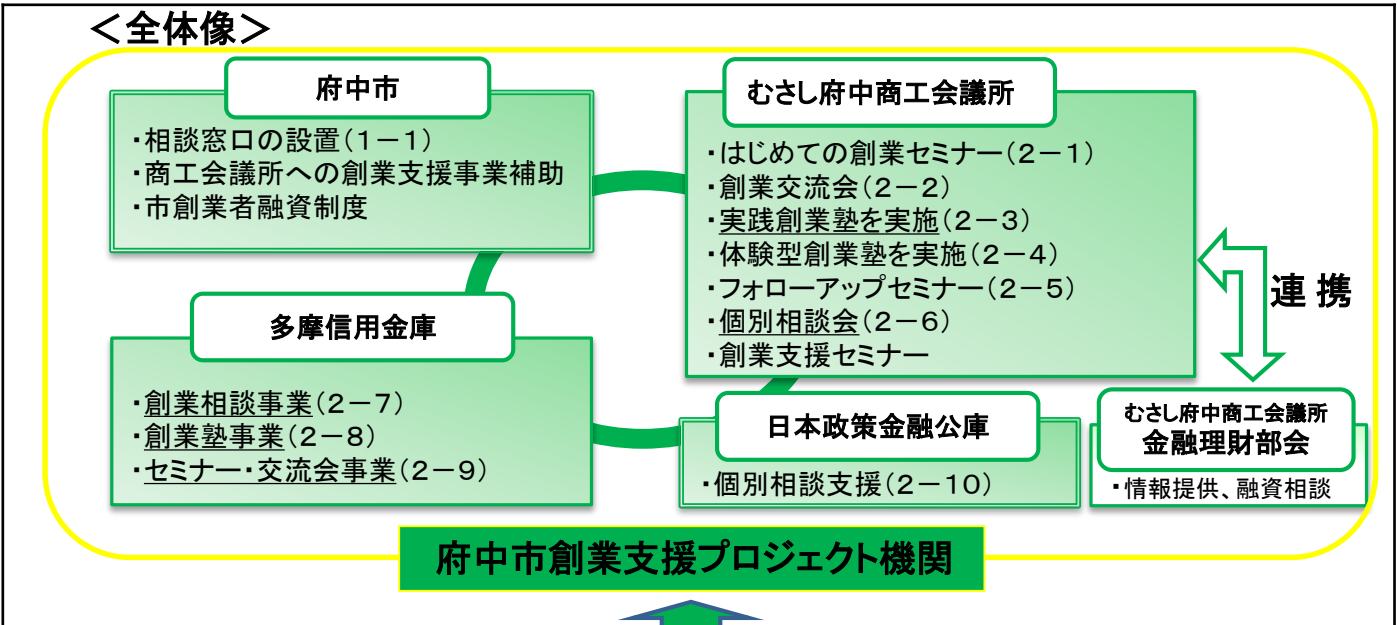 ＜全体像＞
府中市
・相談窓口の設置(１－１)
・商工会議所への創業支援事業補助
・市創業者融資制度
むさし府中商工会議所
・はじめての創業セミナー(２－１)
・創業交流会(２－２)
・実践創業塾を実施(２－３)
・体験型創業塾を実施(２－４)
・フォローアップセミナー(２－５)
・個別相談会(２－６)
・創業支援セミナー
連 携
多摩信用金庫
・創業相談事業(２－７)
・創業塾事業(２－８)
・セミナー・交流会事業(２－９)
日本政策金融公庫
・個別相談支援(２－１０)
むさし府中商工会議所
金融理財部会
・情報提供、融資相談
府中市創業支援プロジェクト機関